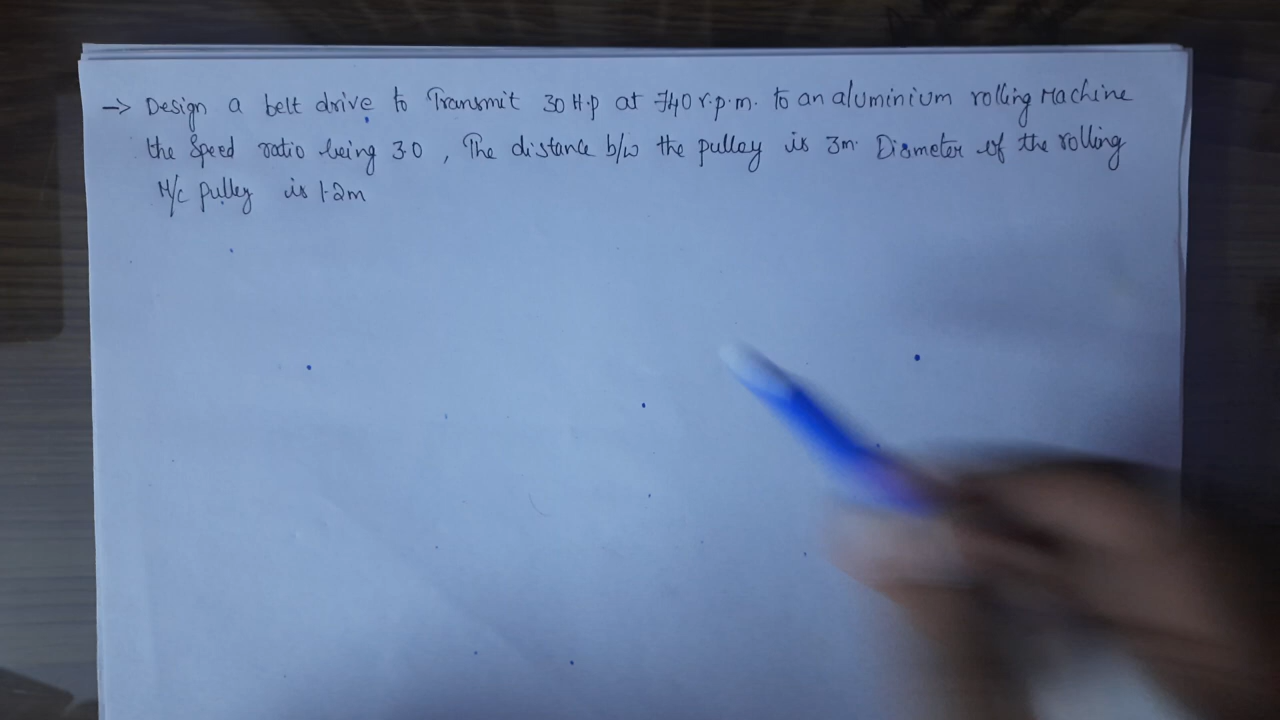 → Design a belt drive to Transmit 30 H.p at 740 r.p.m. to an aluminium rolling Machine
the Speed ratio being 3.0 , The distance b/w the pulley is 3m. Diameter of the rolling
M/c pulley is 1.2m